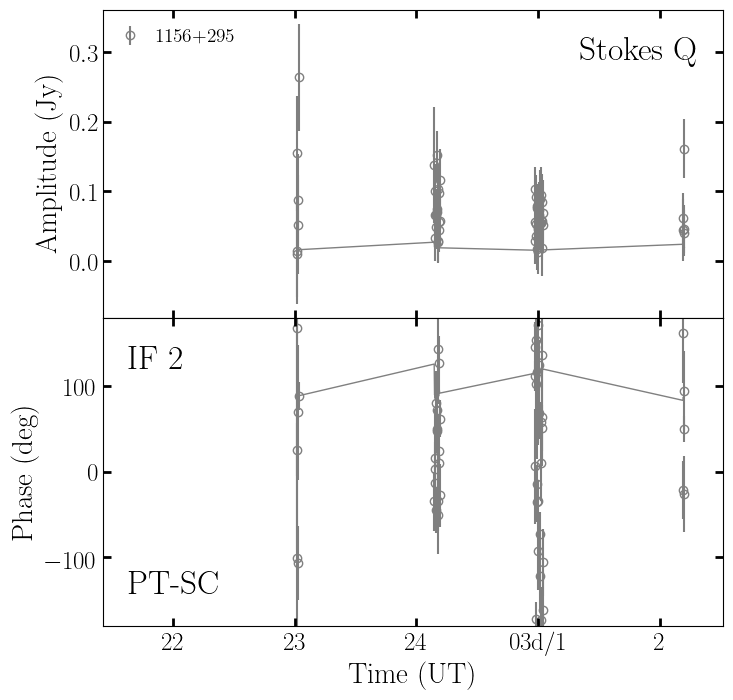 1156+295
Stokes Q
0.3
0.2
0.1
0.0
Amplitude (Jy)
IF 2
100
0
−100
Phase (deg)
PT-SC
22 23 24 03d/1 2
Time (UT)